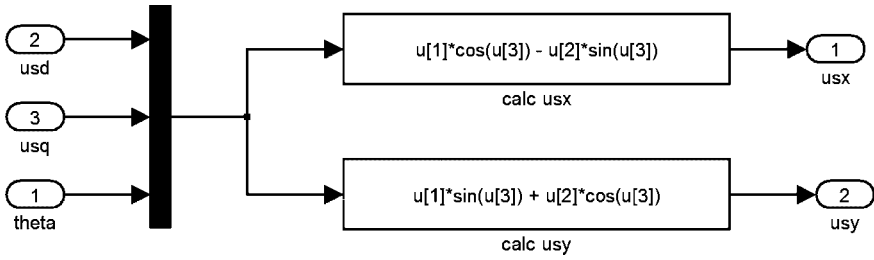 2
usd
3
usq
1
theta
u[1]*cos(u[3]) - u[2]*sin(u[3])
calc usx
1
usx
u[1]*sin(u[3]) + u[2]*cos(u[3])
calc usy
2
usy